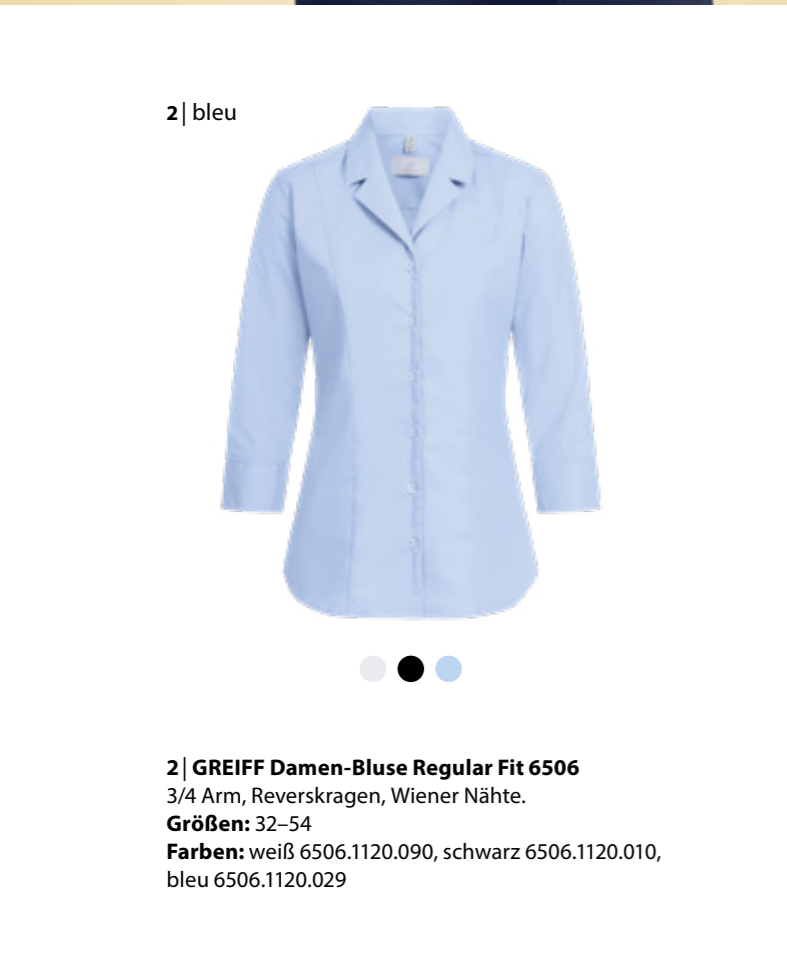 2| bleu
2| GREIFF Damen-Bluse Regular Fit 6506
3/4 Arm, Reverskragen, Wiener Nähte.
Größen: 32–54
Farben: weiß 6506.1120.090, schwarz 6506.1120.010,
bleu 6506.1120.029